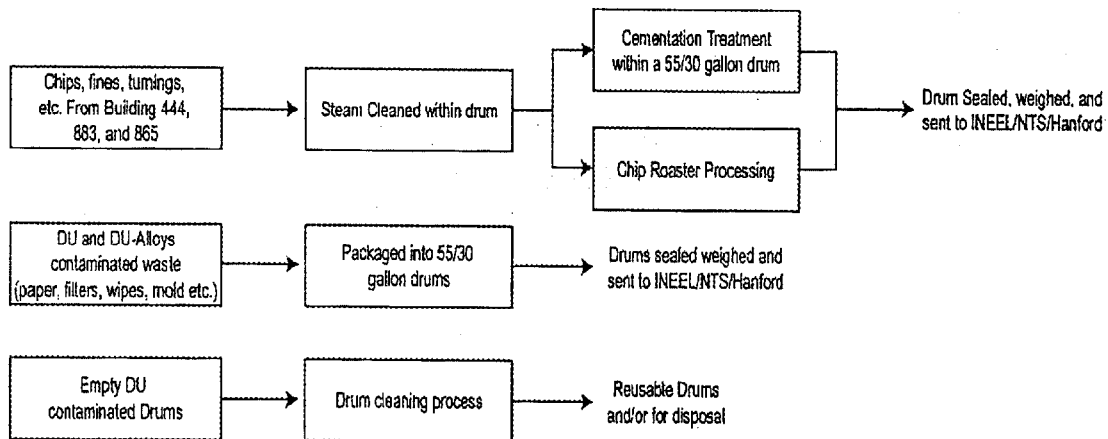 Chips, fines, turnings,
etc. From Building 444,
883, and 865
Steam Cleaned within drum
Cementation Treatment
within a 55/30 gallon drum
Chip Roaster Processing
Drum Sealed, weighed, and
sent to INEEL/NTS/Hanford
DU and DU-Alloys
contaminated waste
(paper, filters, wipes, mold etc.)
Packaged into 55/30
gallon drums
Drums sealed weighed and
sent to INEEL/NTS/Hanford
Empty DU
contaminated Drums
Drum cleaning process
Reusable Drums
and/or for disposal